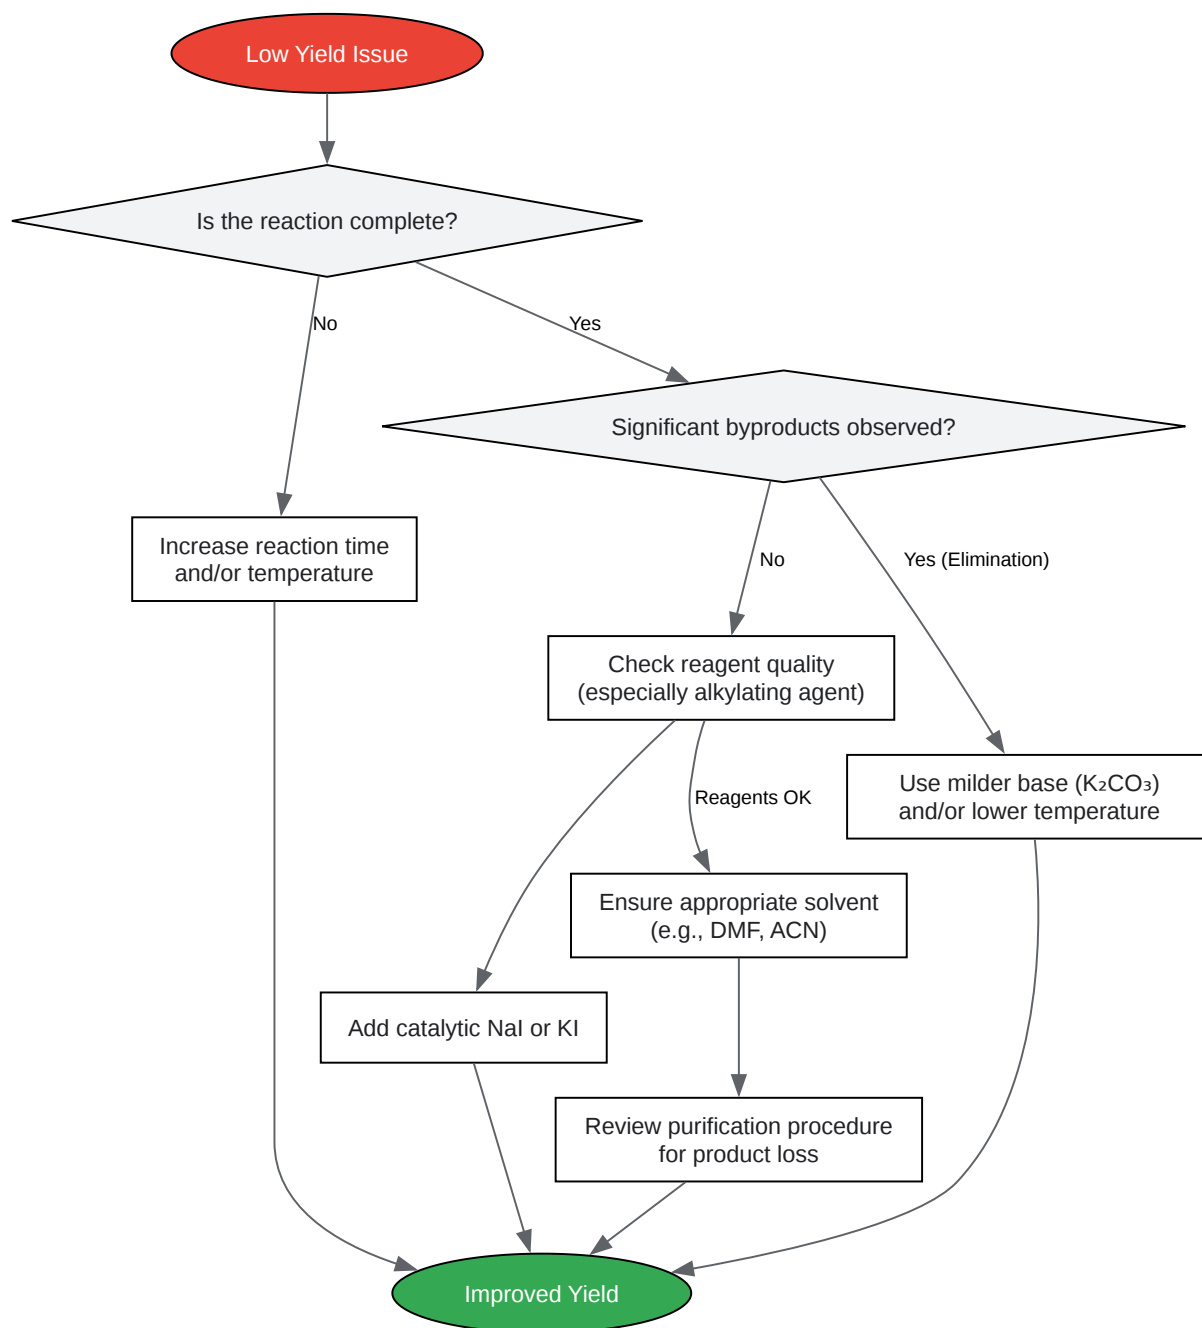 Low Yield Issue
Is the reaction complete?
No
Yes
Significant byproducts observed?
Increase reaction time
and/or temperature
No
Yes (Elimination)
Check reagent quality
(especially alkylating agent)
Use milder base (K₂CO₃)
and/or lower temperature
Reagents OK
Ensure appropriate solvent
(e.g., DMF, ACN)
Add catalytic NaI or KI
Review purification procedure
for product loss
Improved Yield